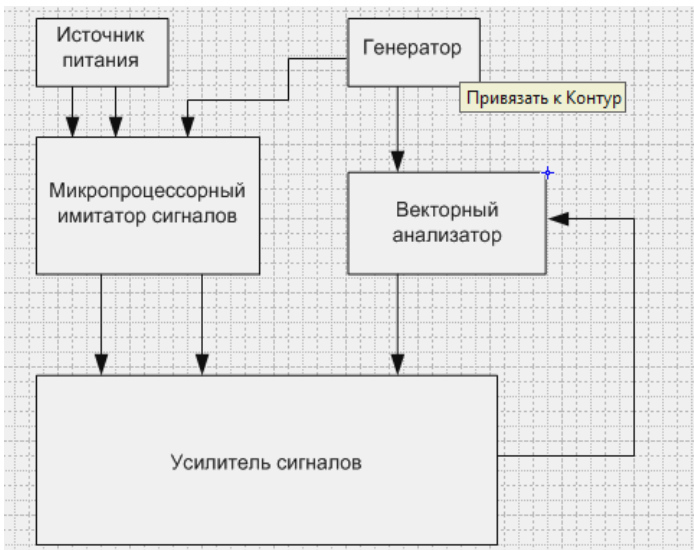 Источник
питания
Генератор
Привязать к Контур
Микропроцессорный
имитатор сигналов
Векторный
анализатор
Усилитель сигналов